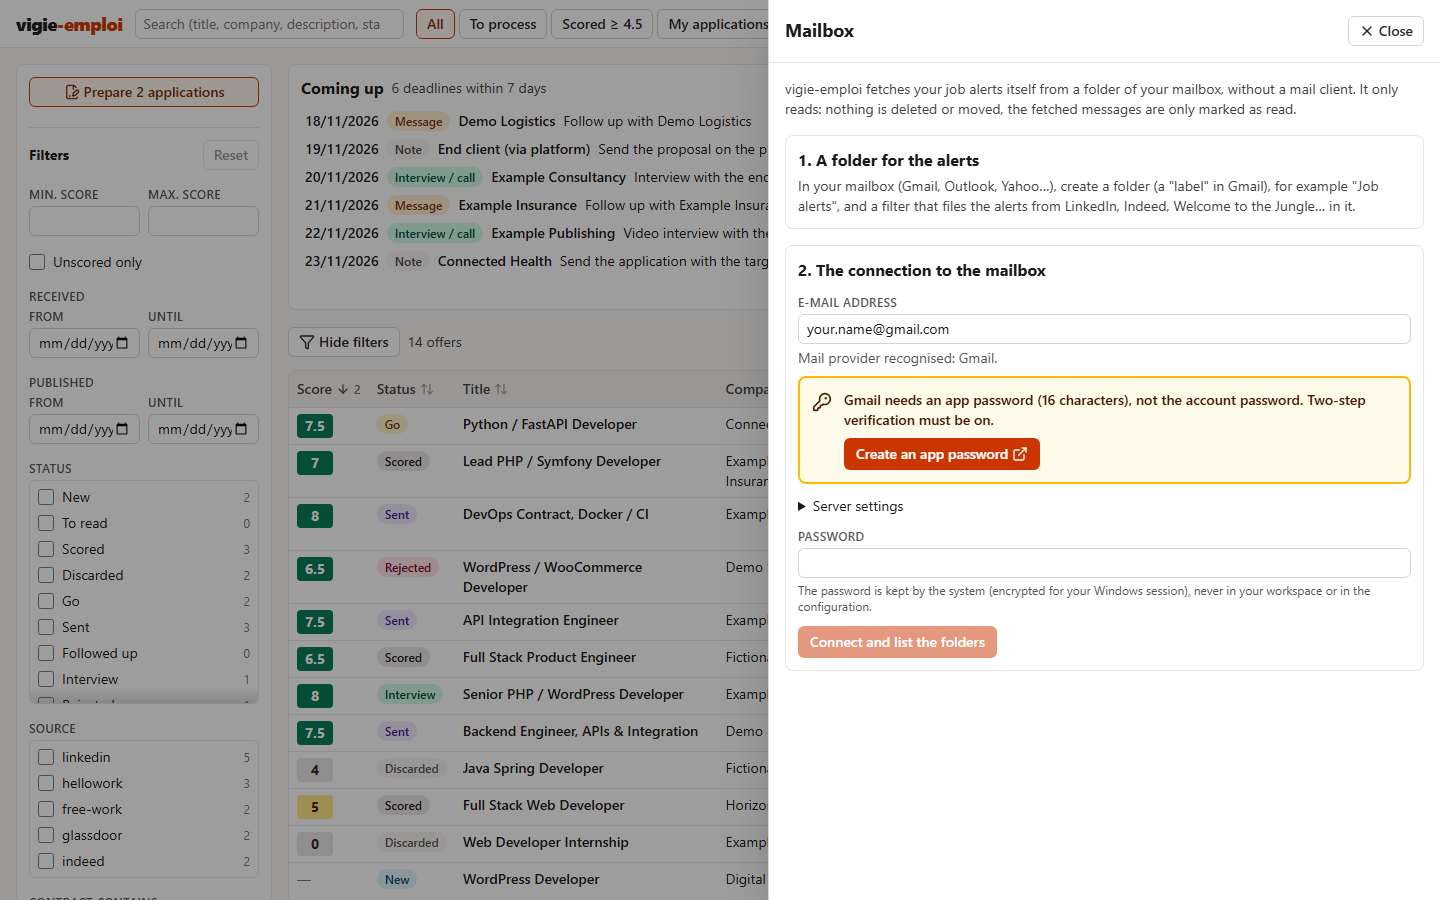 vigie-emploi
Search (title, company, description, sta
All
To process
Scored ≥ 4.5
My applications
Prepare 2 applications
Filters
Reset
MIN. SCORE
MAX. SCORE
Unscored only
RECEIVED
FROM
UNTIL
mm/dd/yyy
mm/dd/yyy
PUBLISHED
FROM
UNTIL
mm/dd/yyy
mm/dd/yyy
STATUS
New 2
To read 0
Scored 3
Discarded 2
Go 2
Sent 3
Followed up 0
Interview 1
SOURCE
linkedin 5
hellowork 3
free-work 2
glassdoor 2
indeed 2
Coming up 6 deadlines within 7 days
18/11/2026 Message Demo Logistics Follow up with Demo Logistics
19/11/2026 Note End client (via platform) Send the proposal on the p
20/11/2026 Interview / call Example Consultancy Interview with the end
21/11/2026 Message Example Insurance Follow up with Example Insura
22/11/2026 Interview / call Example Publishing Video interview with the
23/11/2026 Note Connected Health Send the application with the targ
Hide filters
14 offers
Score 2 Status Title Compa
7.5 Go Python / FastAPI Developer Connec
7 Scored Lead PHP / Symfony Developer Exampl
Insuran
8 Sent DevOps Contract, Docker / CI Exampl
6.5 Rejected WordPress / WooCommerce Demo
Developer
7.5 Sent API Integration Engineer Exampl
6.5 Scored Full Stack Product Engineer Fictiona
8 Interview Senior PHP / WordPress Developer Exampl
7.5 Sent Backend Engineer, APIs & Integration Demo
4 Discarded Java Spring Developer Fictiona
5 Scored Full Stack Web Developer Horizo
0 Discarded Web Developer Internship Exampl
— New WordPress Developer Digital
Mailbox
Close
vigie-emploi fetches your job alerts itself from a folder of your mailbox, without a mail client. It only
reads: nothing is deleted or moved, the fetched messages are only marked as read.
1. A folder for the alerts
In your mailbox (Gmail, Outlook, Yahoo…), create a folder (a "label" in Gmail), for example "Job
alerts", and a filter that files the alerts from LinkedIn, Indeed, Welcome to the Jungle… in it.
2. The connection to the mailbox
E-MAIL ADDRESS
your.name@gmail.com
Mail provider recognised: Gmail.
Gmail needs an app password (16 characters), not the account password. Two-step
verification must be on.
Create an app password
Server settings
PASSWORD
The password is kept by the system (encrypted for your Windows session), never in your workspace or in the
configuration.
Connect and list the folders